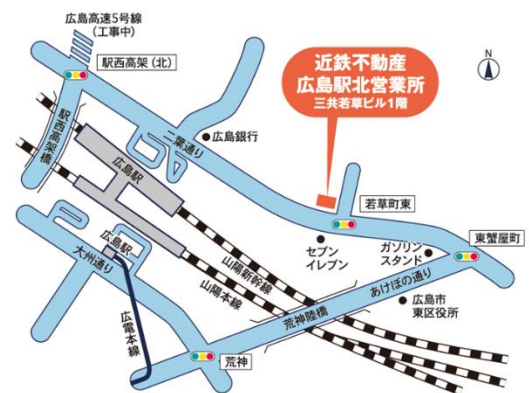 広島高速5号線
(工事中)
駅西高架(北)
近鉄不動産
広島駅北営業所
三共若草ビル1階
N
駅西高架橋
二葉通り
広島銀行
広島駅
若草町東
セブン
イレブン
ガソリン
スタンド
東蟹屋町
広島駅
大州通り
山陽新幹線
山陽本線
あけぼの通り
広島市
東区役所
荒神陸橋
広電本線
荒神